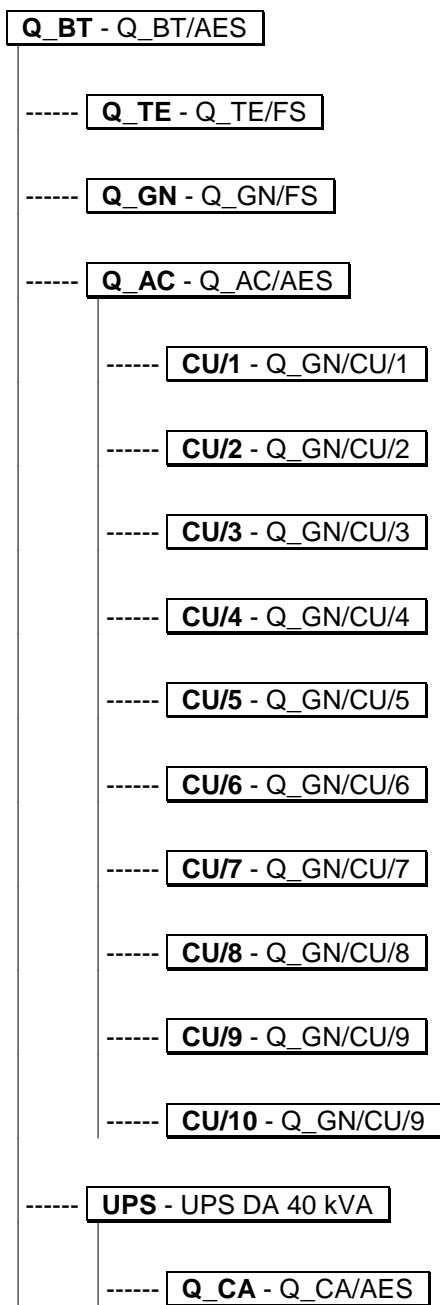 Q_BT - Q_BT/AES
------ Q_TE - Q_TE/FS
------ Q_GN - Q_GN/FS
------ Q_AC - Q_AC/AES
------ CU/1 - Q_GN/CU/1
------ CU/2 - Q_GN/CU/2
------ CU/3 - Q_GN/CU/3
------ CU/4 - Q_GN/CU/4
------ CU/5 - Q_GN/CU/5
------ CU/6 - Q_GN/CU/6
------ CU/7 - Q_GN/CU/7
------ CU/8 - Q_GN/CU/8
------ CU/9 - Q_GN/CU/9
------ CU/10 - Q_GN/CU/9
------ UPS - UPS DA 40 kVA
------ Q_CA - Q_CA/AES